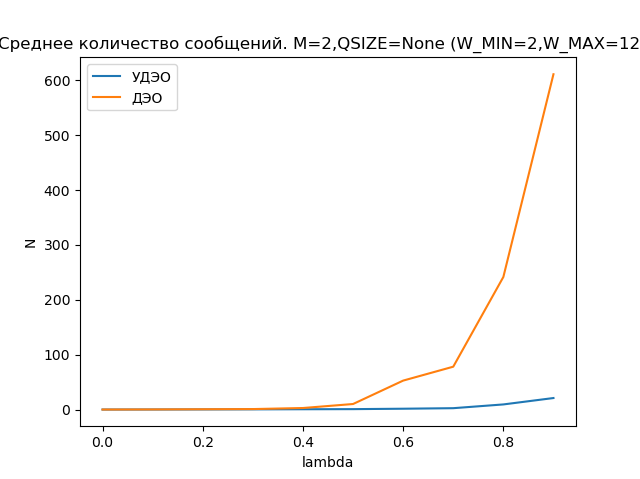 Среднее количество сообщений. M=2,QSIZE=None (W_MIN=2,W_MAX=12
УДЭО
ДЭО
600
500
400
300
200
100
0
N
0.0 0.2 0.4 0.6 0.8
lambda